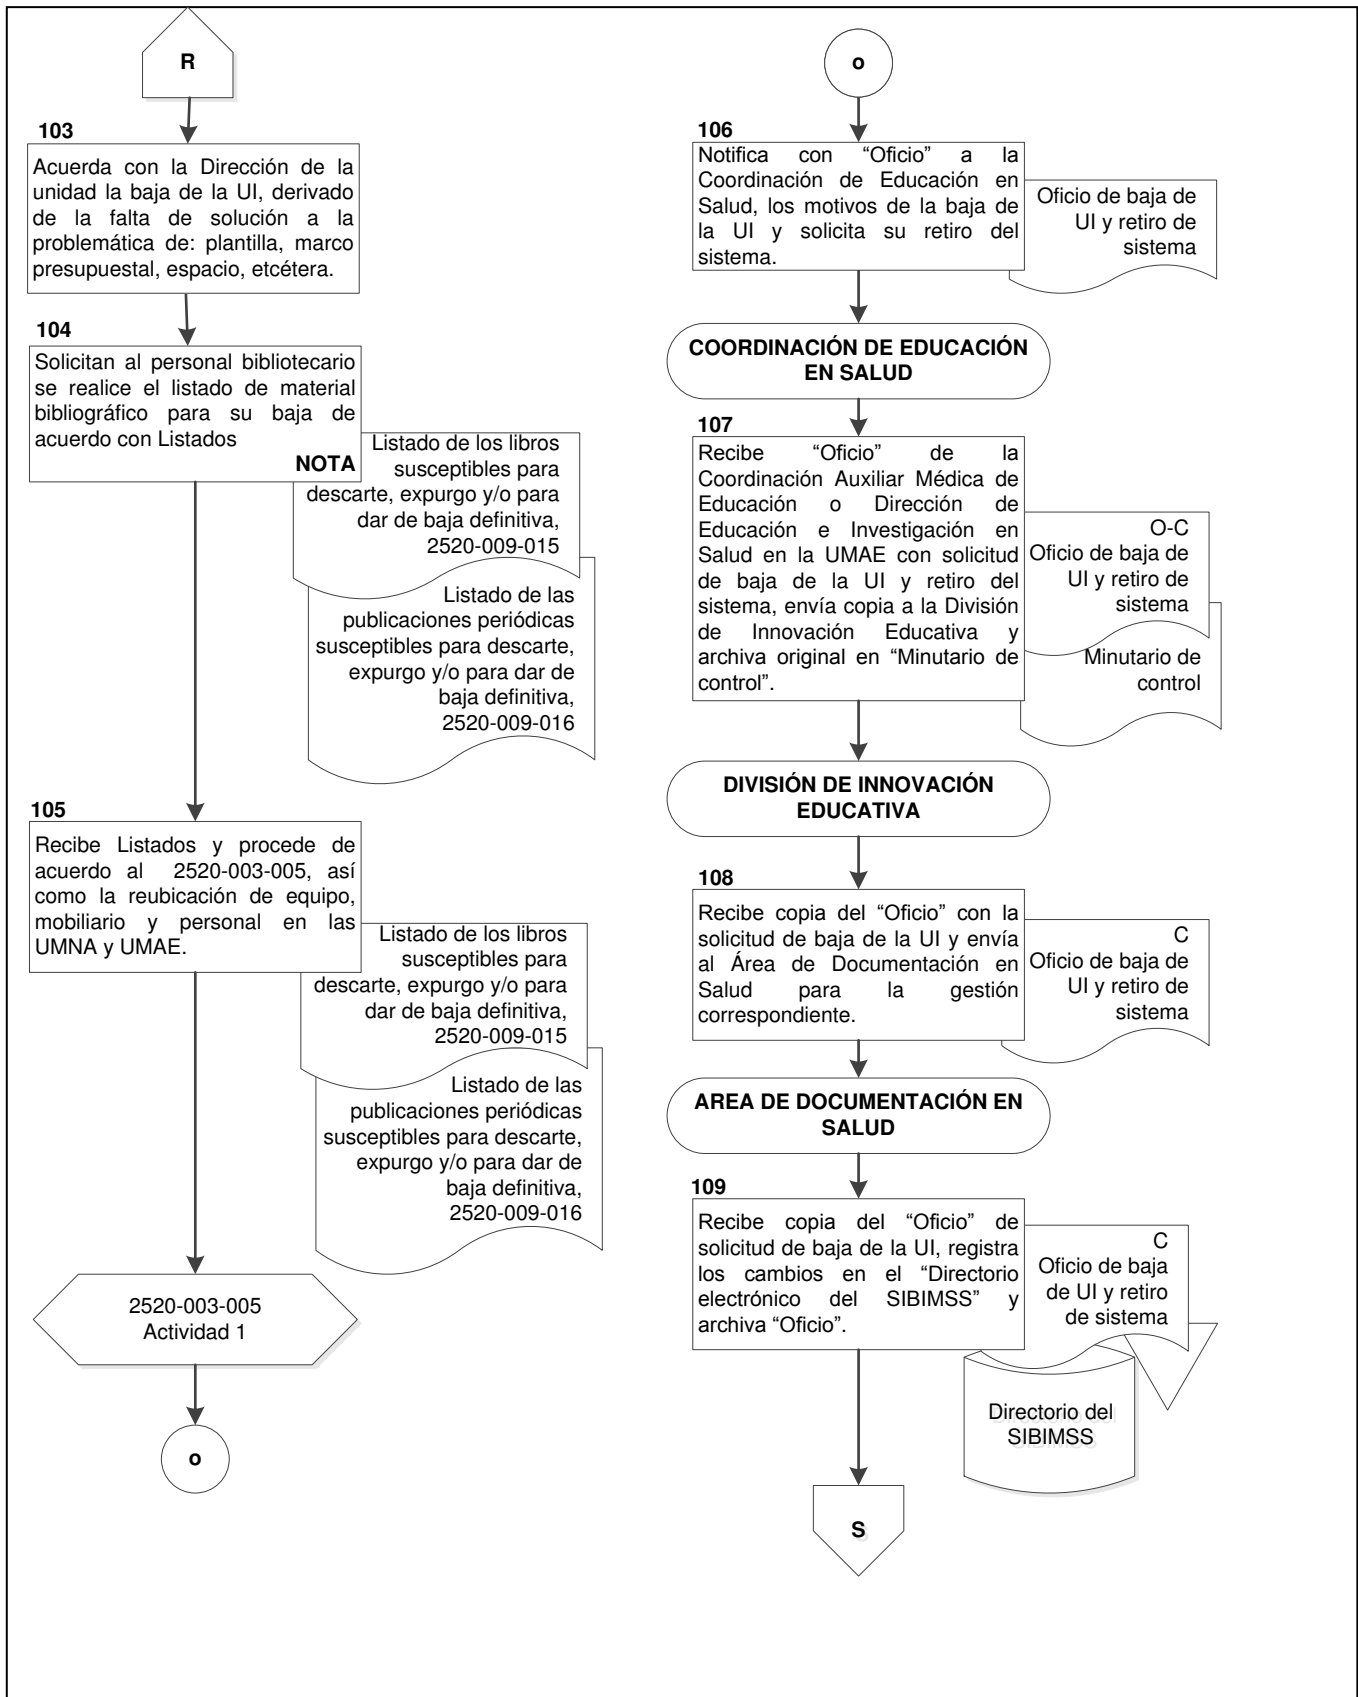 R
103
Acuerda con la Dirección de la
unidad la baja de la UI, derivado
de la falta de solución a la
problemática de: plantilla, marco
presupuestal, espacio, etcétera.
104
Solicitan al personal bibliotecario
se realice el listado de material
bibliográfico para su baja de
acuerdo con Listados
NOTA
Listado de los libros
susceptibles para
descarte, expurgo y/o para
dar de baja definitiva,
2520-009-015
Listado de las
publicaciones periódicas
susceptibles para descarte,
expurgo y/o para dar de
baja definitiva,
2520-009-016
105
Recibe Listados y procede de
acuerdo al 2520-003-005, así
como la reubicación de equipo,
mobiliario y personal en las
UMNA y UMAE.
Listado de los libros
susceptibles para
descarte, expurgo y/o para
dar de baja definitiva,
2520-009-015
Listado de las
publicaciones periódicas
susceptibles para descarte,
expurgo y/o para dar de
baja definitiva,
2520-009-016
2520-003-005
Actividad 1
o
o
106
Notifica con “Oficio” a la
Coordinación de Educación en
Salud, los motivos de la baja de
la UI y solicita su retiro del
sistema.
Oficio de baja de
UI y retiro de
sistema
COORDINACIÓN DE EDUCACIÓN
EN SALUD
107
Recibe “Oficio” de la
Coordinación Auxiliar Médica de
Educación o Dirección de
Educación e Investigación en
Salud en la UMAE con solicitud
de baja de la UI y retiro del
sistema, envía copia a la División
de Innovación Educativa y
archiva original en “Minutario de
control”.
O-C
Oficio de baja de
UI y retiro de
sistema
Minutario de
control
DIVISIÓN DE INNOVACIÓN
EDUCATIVA
108
Recibe copia del “Oficio” con la
solicitud de baja de la UI y envía
al Área de Documentación en
Salud para la gestión
correspondiente.
C
Oficio de baja de
UI y retiro de
sistema
AREA DE DOCUMENTACIÓN EN
SALUD
109
Recibe copia del “Oficio” de
solicitud de baja de la UI, registra
los cambios en el “Directorio
electrónico del SIBIMSS” y
archiva “Oficio”.
C
Oficio de baja
de UI y retiro
de sistema
Directorio del
SIBIMSS
S